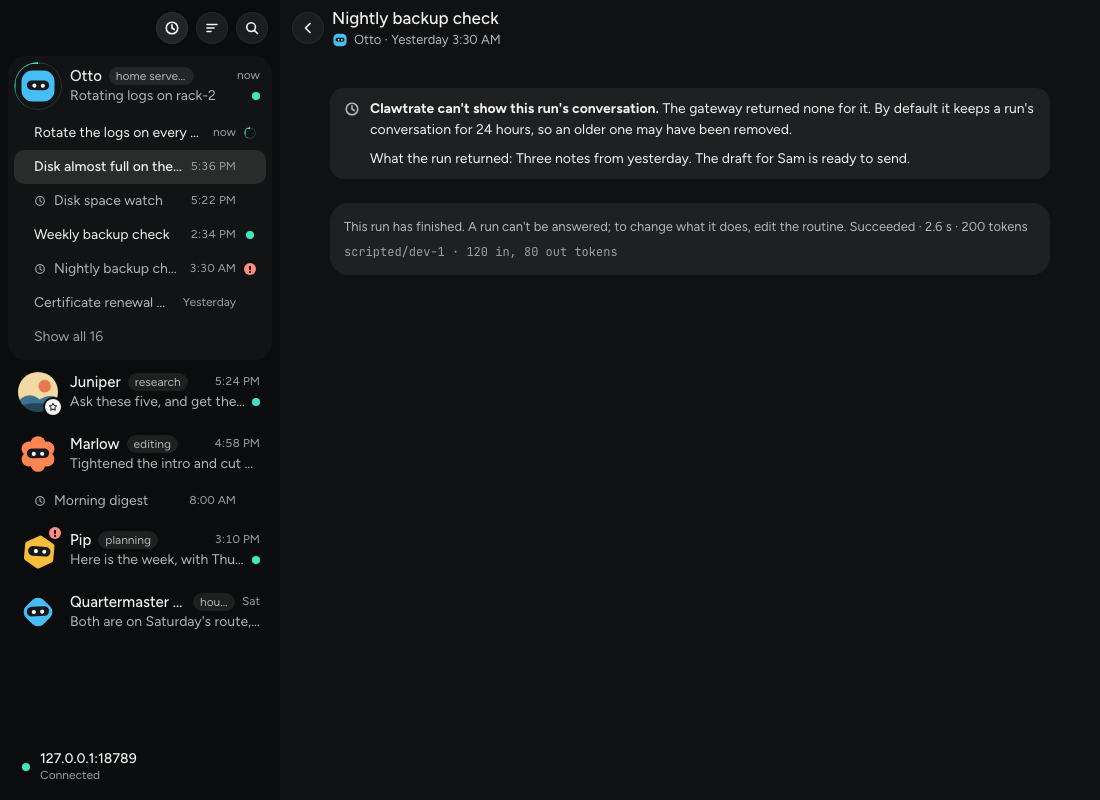 Otto home serve... now
Rotating logs on rack-2
Rotate the logs on every ... now
Disk almost full on the... 5:36 PM
Disk space watch 5:22 PM
Weekly backup check 2:34 PM
Nightly backup ch... 3:30 AM
Certificate renewal ... Yesterday
Show all 16
Juniper research 5:24 PM
Ask these five, and get the...
Marlow editing 4:58 PM
Tightened the intro and cut ...
Morning digest 8:00 AM
Pip planning 3:10 PM
Here is the week, with Thu...
Quartermaster ... hou... Sat
Both are on Saturday's route,...
127.0.0.1:18789
Connected
Nightly backup check
Otto · Yesterday 3:30 AM
Clawtrate can't show this run's conversation. The gateway returned none for it. By default it keeps a run's
conversation for 24 hours, so an older one may have been removed.
What the run returned: Three notes from yesterday. The draft for Sam is ready to send.
This run has finished. A run can't be answered; to change what it does, edit the routine. Succeeded · 2.6 s · 200 tokens
scripted/dev-1 · 120 in, 80 out tokens